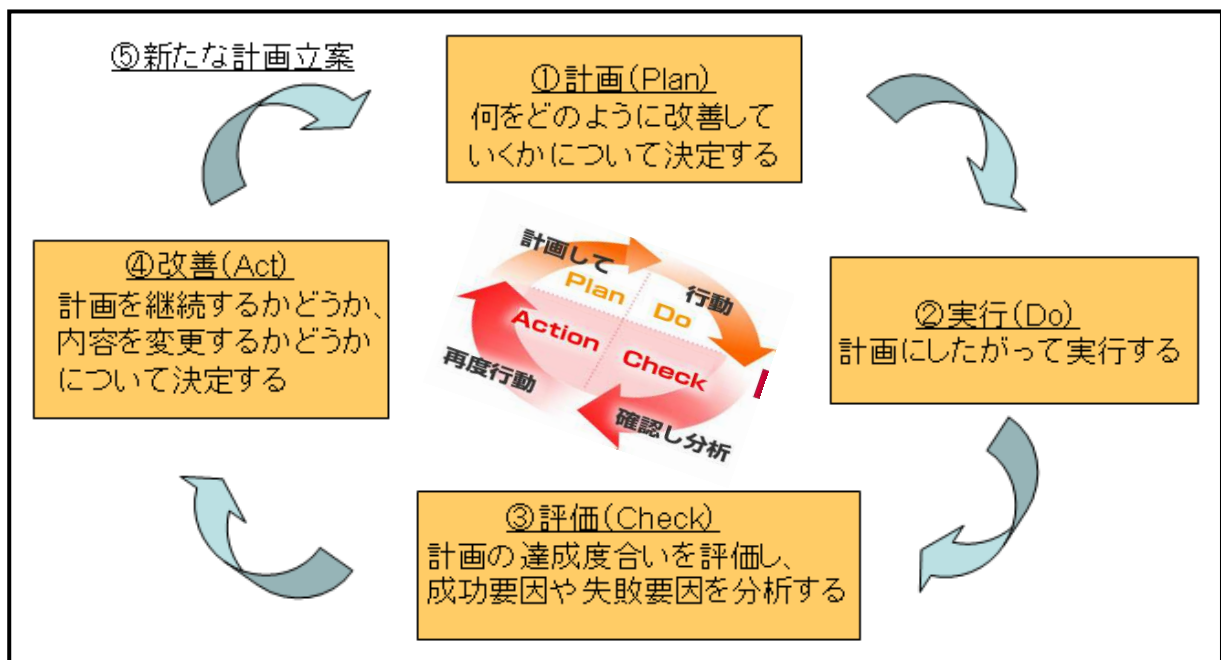 ⑤新たな計画立案
①計画(Plan)
何をどのように改善して
いくかについて決定する
④改善(Act)
計画を継続するかどうか、
内容を変更するかどうか
について決定する
計画して
Plan
行動
Do
Action
Check
再度行動
確認し分析
②実行(Do)
計画にしたがって実行する
③評価(Check)
計画の達成度合いを評価し、
成功要因や失敗要因を分析する